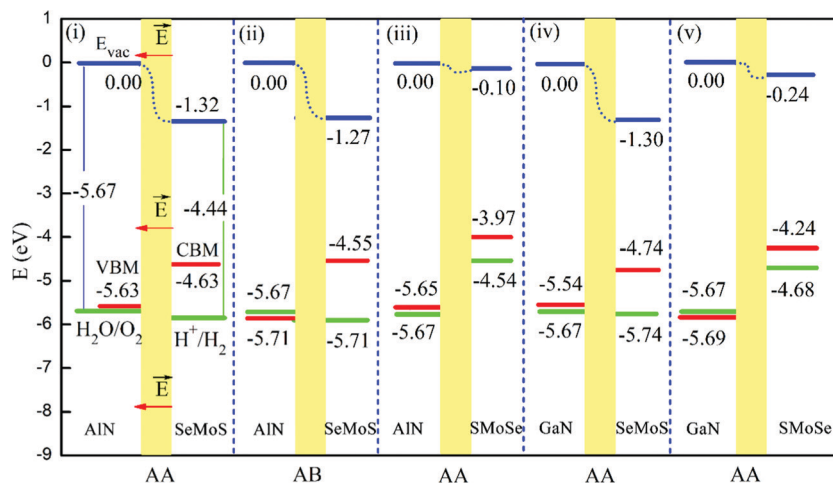 1
0
-1
-2
-3
-4
-5
-6
-7
-8
-9
E (eV)
(i)
E
E_vac
0.00
-1.32
-5.67
-4.44
E
VBM
CBM
-5.63
-4.63
H₂O/O₂
H⁺/H₂
E
AlN
SeMoS
AA
(ii)
0.00
-1.27
-4.55
-5.67
-5.71
-5.71
AlN
SeMoS
AB
(iii)
0.00
-0.10
-3.97
-4.54
-5.65
-5.67
AlN
SMoSe
AA
(iv)
0.00
-1.30
-4.74
-5.54
-5.67
-5.74
GaN
SeMoS
AA
(v)
0.00
-0.24
-4.24
-4.68
-5.67
-5.69
GaN
SMoSe
AA